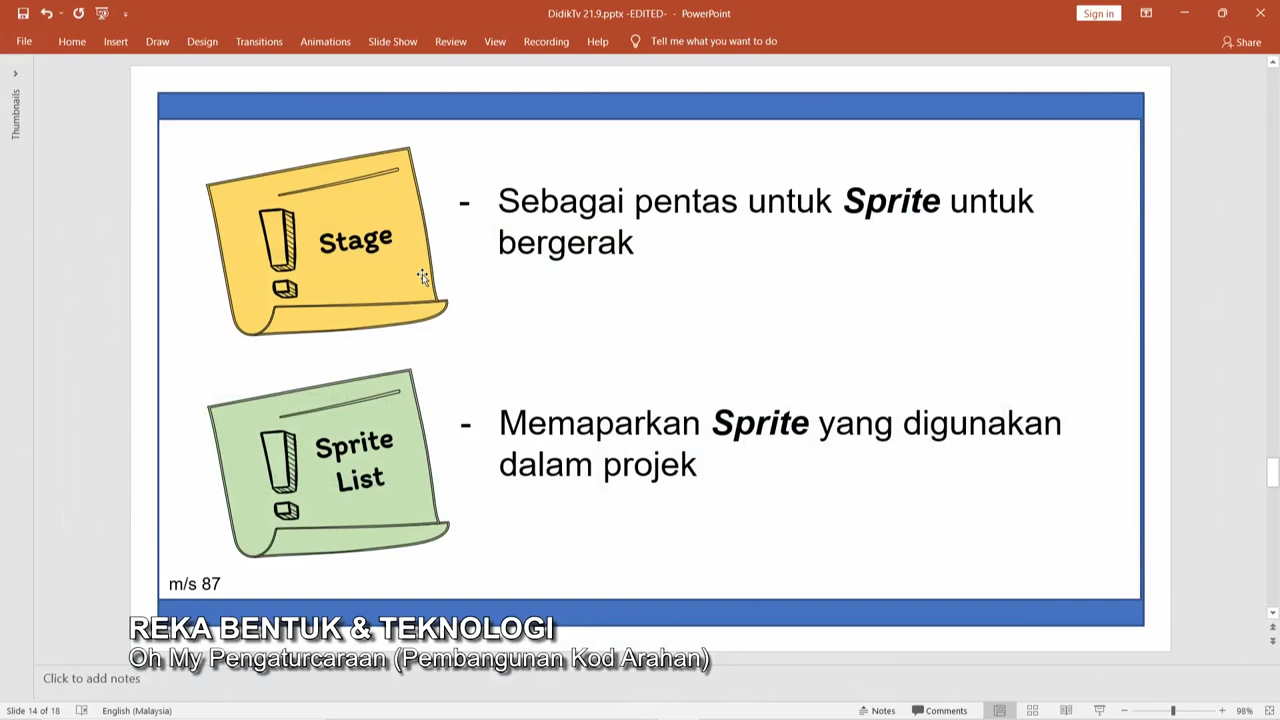 DidikTv 21.9.pptx -EDITED- - PowerPoint
Sign in
File Home Insert Draw Design Transitions Animations Slide Show Review View Recording Help Tell me what you want to do Share
Thumbnails
Stage
- Sebagai pentas untuk Sprite untuk
bergerak
Sprite
List
- Memaparkan Sprite yang digunakan
dalam projek
m/s 87
REKA BENTUK & TEKNOLOGI
Oh My Pengaturcaraan (Pembangunan Kod Arahan)
Click to add notes
Slide 14 of 18 English (Malaysia) Notes Comments 98%